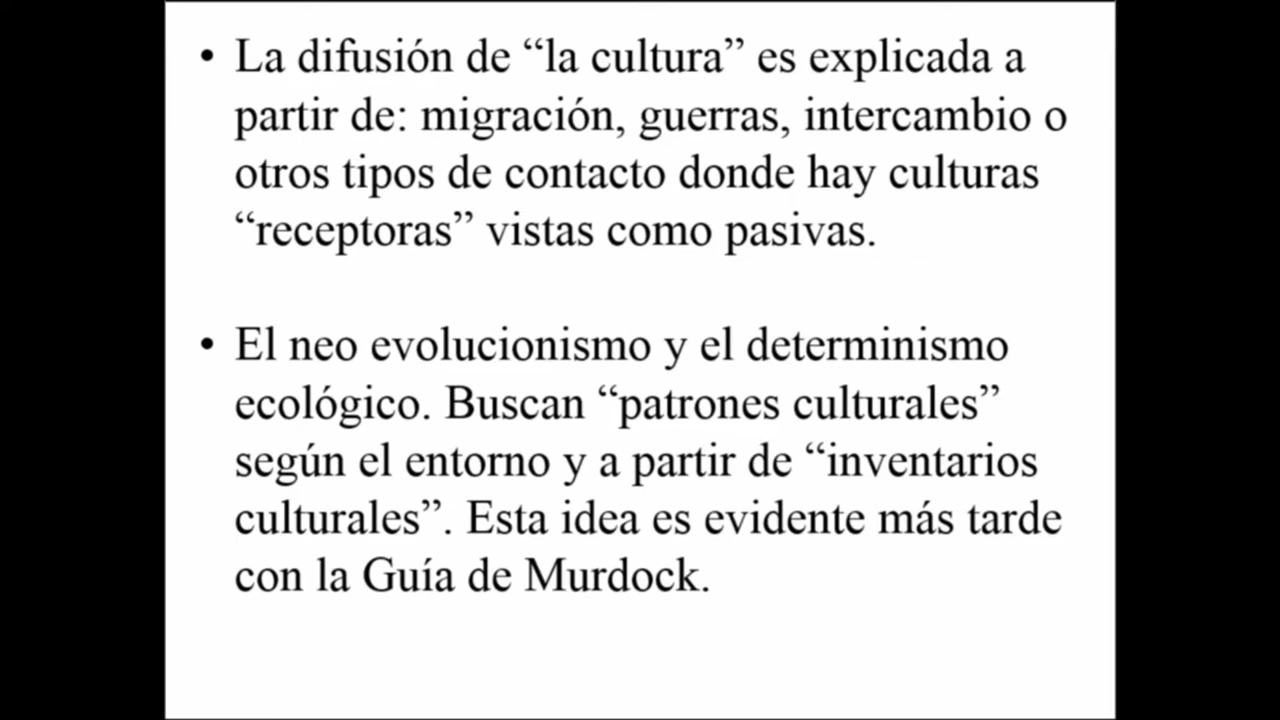 • La difusión de “la cultura” es explicada a
partir de: migración, guerras, intercambio o
otros tipos de contacto donde hay culturas
“receptoras” vistas como pasivas.
• El neo evolucionismo y el determinismo
ecológico. Buscan “patrones culturales”
según el entorno y a partir de “inventarios
culturales”. Esta idea es evidente más tarde
con la Guía de Murdock.